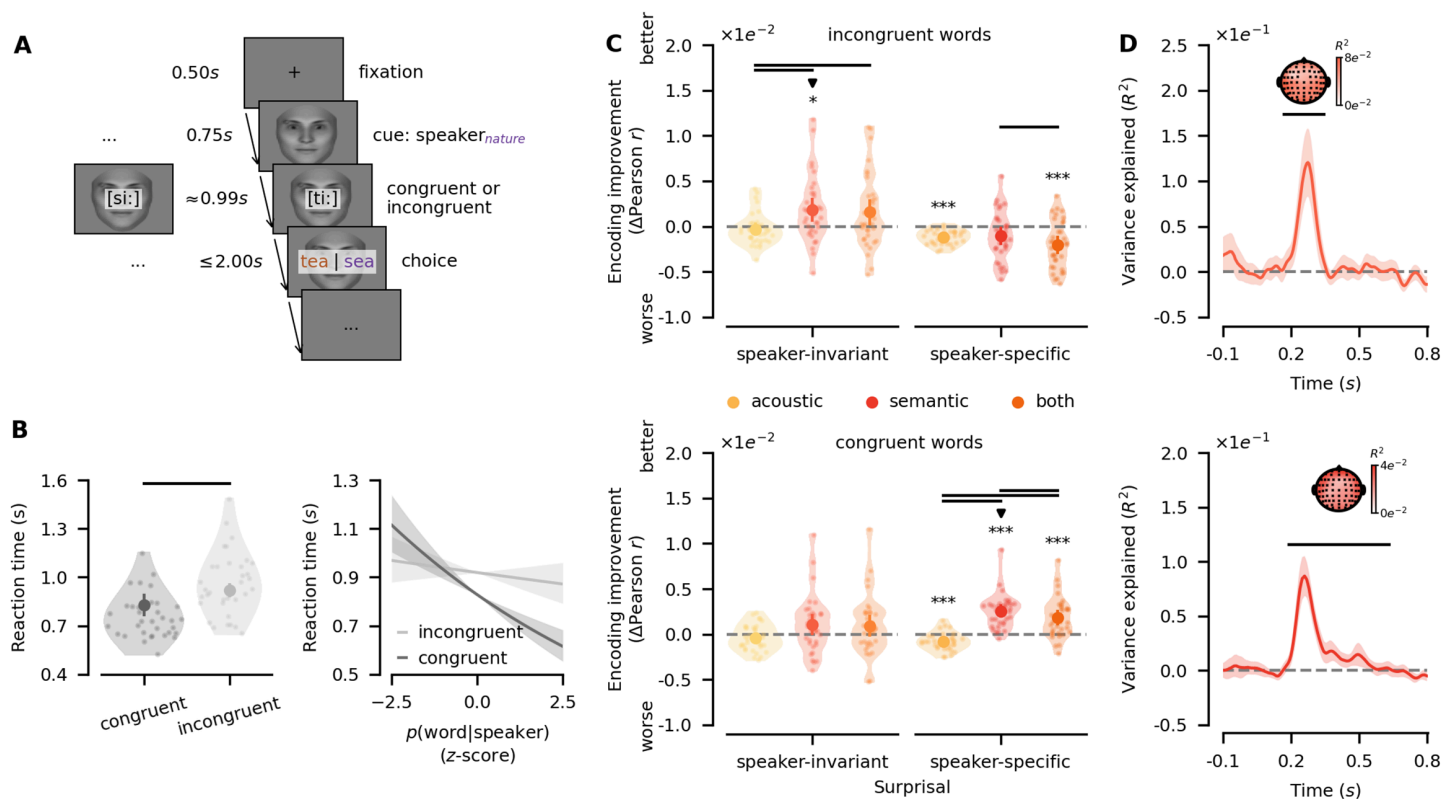 A
0.50s
+
fixation
...
0.75s
cue: speaker_nature
[si:]
≈0.99s
[ti:]
congruent or
incongruent
...
≤2.00s
tea | sea
choice
...
B
Reaction time (s)
1.6
1.3
1.0
0.7
0.4
congruent
incongruent
Reaction time (s)
1.3
1.1
0.9
0.7
0.5
incongruent
congruent
−2.5
0.0
2.5
p(word|speaker)
(z-score)
C
better
×1e−2
incongruent words
2.0
1.5
1.0
0.5
0.0
-0.5
-1.0
Encoding improvement
(ΔPearson r)
worse
*
***
***
speaker-invariant
speaker-specific
acoustic
semantic
both
better
×1e−2
congruent words
2.0
1.5
1.0
0.5
0.0
-0.5
-1.0
Encoding improvement
(ΔPearson r)
worse
***
***
***
speaker-invariant
speaker-specific
Surprisal
D
×1e−1
2.5
2.0
1.5
1.0
0.5
0.0
-0.5
Variance explained (R²)
R²
8e−2
0e−2
-0.1
0.2
0.5
0.8
Time (s)
×1e−1
2.0
1.5
1.0
0.5
0.0
-0.5
Variance explained (R²)
R²
4e−2
0e−2
-0.1
0.2
0.5
0.8
Time (s)